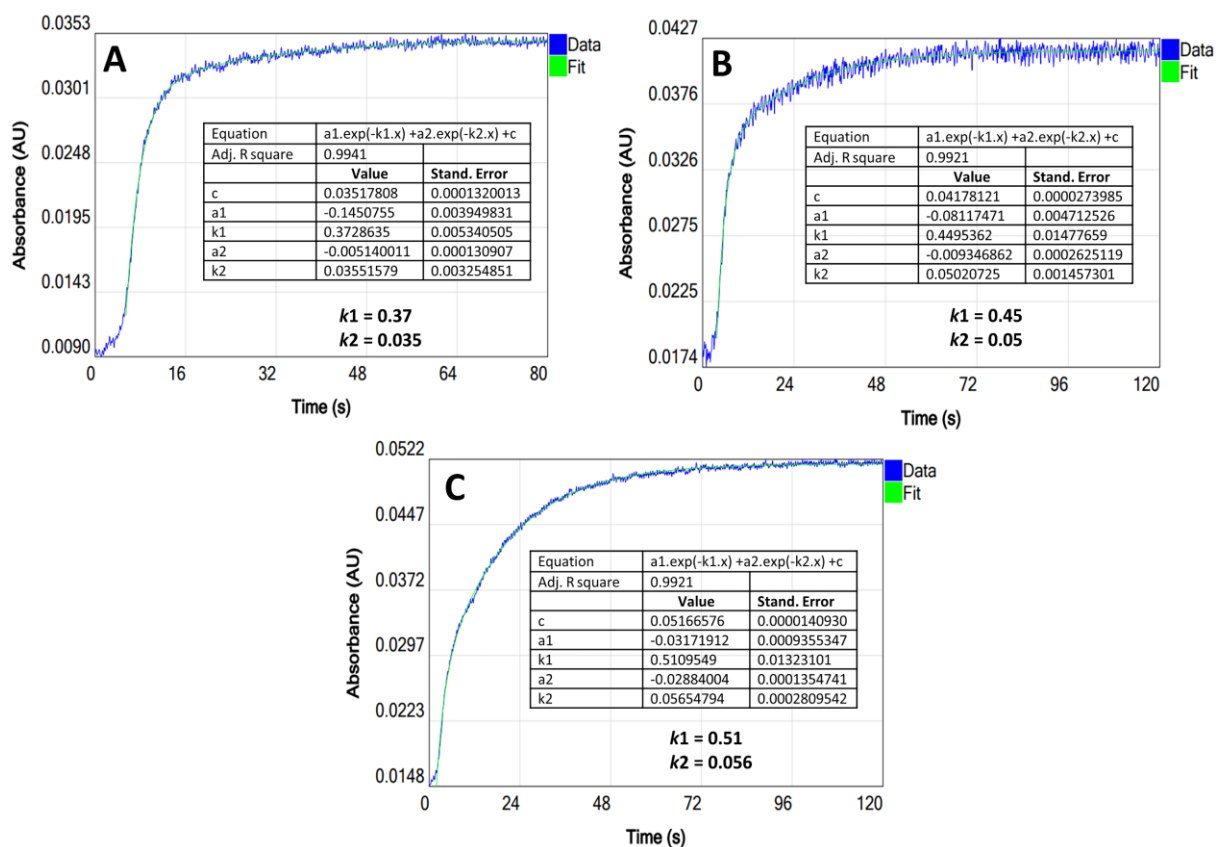 A
Absorbance (AU)
0.0353
0.0301
0.0248
0.0195
0.0143
0.0090
Data
Fit
Equation a1.exp(-k1.x) +a2.exp(-k2.x) +c
Adj. R square 0.9941
Value Stand. Error
c 0.03517808 0.0001320013
a1 -0.1450755 0.003949831
k1 0.3728635 0.005340505
a2 -0.005140011 0.000130907
k2 0.03551579 0.003254851
k1 = 0.37
k2 = 0.035
0 16 32 48 64 80
Time (s)
B
Absorbance (AU)
0.0427
0.0376
0.0326
0.0275
0.0225
0.0174
Data
Fit
Equation a1.exp(-k1.x) +a2.exp(-k2.x) +c
Adj. R square 0.9921
Value Stand. Error
c 0.04178121 0.0000273985
a1 -0.08117471 0.004712526
k1 0.4495362 0.01477659
a2 -0.009346862 0.0002625119
k2 0.05020725 0.001457301
k1 = 0.45
k2 = 0.05
0 24 48 72 96 120
Time (s)
C
Absorbance (AU)
0.0522
0.0447
0.0372
0.0297
0.0223
0.0148
Data
Fit
Equation a1.exp(-k1.x) +a2.exp(-k2.x) +c
Adj. R square 0.9921
Value Stand. Error
c 0.05166576 0.0000140930
a1 -0.03171912 0.0009355347
k1 0.5109549 0.01323101
a2 -0.02884004 0.0001354741
k2 0.05654794 0.0002809542
k1 = 0.51
k2 = 0.056
0 24 48 72 96 120
Time (s)